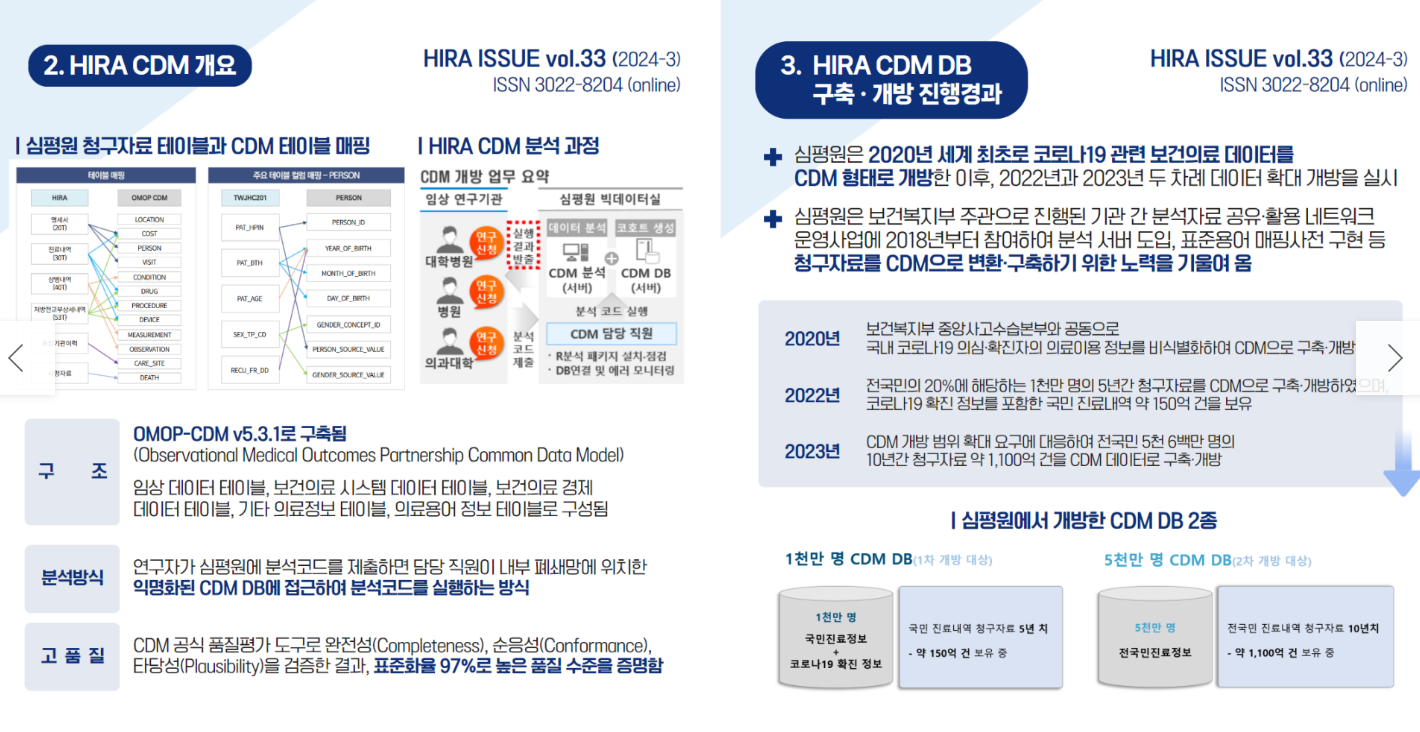 2. HIRA CDM 개요
HIRA ISSUE vol.33 (2024-3)
ISSN 3022-8204 (online)
심평원 청구자료 테이블과 CDM 테이블 매핑
테이블 매핑
HIRA
OMOP CDM
명세서
(20T)
진료내역
(30T)
상병내역
(40T)
처방전교부상세내역
(53T)
LOCATION
COST
PERSON
VISIT
CONDITION
DRUG
PROCEDURE
DEVICE
MEASUREMENT
OBSERVATION
CARE_SITE
DEATH
주요 테이블 컬럼 매핑 – PERSON
TWJHC201
PERSON
PAT_HPIN
PAT_BTH
PAT_AGE
SEX_TP_CD
RECU_FR_DD
PERSON_ID
YEAR_OF_BIRTH
MONTH_OF_BIRTH
DAY_OF_BIRTH
GENDER_CONCEPT_ID
PERSON_SOURCE_VALUE
GENDER_SOURCE_VALUE
HIRA CDM 분석 과정
CDM 개방 업무 요약
임상 연구기관
심평원 빅데이터실
대학병원
연구
신청
병원
연구
신청
의과대학
연구
신청
실행
결과
반출
분석
코드
제출
데이터 분석
코호트 생성
CDM 분석
(서버)
CDM DB
(서버)
분석 코드 실행
CDM 담당 직원
· R분석 패키지 설치·점검
· DB연결 및 에러 모니터링
구 조
OMOP-CDM v5.3.1로 구축됨
(Observational Medical Outcomes Partnership Common Data Model)
임상 데이터 테이블, 보건의료 시스템 데이터 테이블, 보건의료 경제
데이터 테이블, 기타 의료정보 테이블, 의료용어 정보 테이블로 구성됨
분석방식
연구자가 심평원에 분석코드를 제출하면 담당 직원이 내부 폐쇄망에 위치한
익명화된 CDM DB에 접근하여 분석코드를 실행하는 방식
고 품 질
CDM 공식 품질평가 도구로 완전성(Completeness), 순응성(Conformance),
타당성(Plausibility)을 검증한 결과, 표준화율 97%로 높은 품질 수준을 증명함
3. HIRA CDM DB
구축 · 개방 진행경과
HIRA ISSUE vol.33 (2024-3)
ISSN 3022-8204 (online)
심평원은 2020년 세계 최초로 코로나19 관련 보건의료 데이터를
CDM 형태로 개방한 이후, 2022년과 2023년 두 차례 데이터 확대 개방을 실시
심평원은 보건복지부 주관으로 진행된 기관 간 분석자료 공유·활용 네트워크
운영사업에 2018년부터 참여하여 분석 서버 도입, 표준용어 매핑사전 구현 등
청구자료를 CDM으로 변환·구축하기 위한 노력을 기울여 옴
2020년
보건복지부 중앙사고수습본부와 공동으로
국내 코로나19 의심·확진자의 의료이용 정보를 비식별화하여 CDM으로 구축·개방
2022년
전국민의 20%에 해당하는 1천만 명의 5년간 청구자료를 CDM으로 구축·개방하였으며,
코로나19 확진 정보를 포함한 국민 진료내역 약 150억 건을 보유
2023년
CDM 개방 범위 확대 요구에 대응하여 전국민 5천 6백만 명의
10년간 청구자료 약 1,100억 건을 CDM 데이터로 구축·개방
심평원에서 개방한 CDM DB 2종
1천만 명 CDM DB(1차 개방 대상)
1천만 명
국민진료정보
+
코로나19 확진 정보
국민 진료내역 청구자료 5년 치
- 약 150억 건 보유 중
5천만 명 CDM DB(2차 개방 대상)
5천만 명
전국민진료정보
전국민 진료내역 청구자료 10년치
- 약 1,100억 건 보유 중